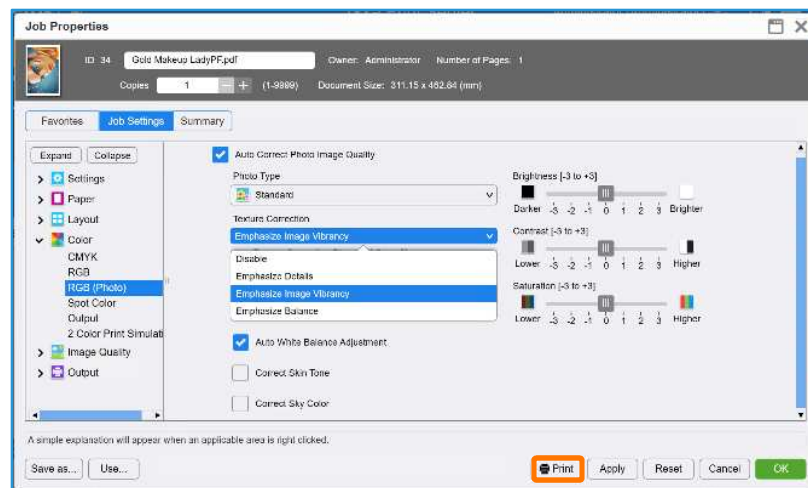 Job Properties
ID 34 Gold Makeup LadyPF.pdf Owner: Administrator Number of Pages: 1
Copies 1 − + (1-9999) Document Size: 311.15 x 462.84 (mm)
Favorites Job Settings Summary
Expand Collapse
Settings
Paper
Layout
Color
CMYK
RGB
RGB (Photo)
Spot Color
Output
2 Color Print Simulati
Image Quality
Output
Auto Correct Photo Image Quality
Photo Type
Standard
Texture Correction
Emphasize Image Vibrancy
Disable
Emphasize Details
Emphasize Image Vibrancy
Emphasize Balance
Auto White Balance Adjustment
Correct Skin Tone
Correct Sky Color
Brightness [-3 to +3]
Darker -3 -2 -1 0 1 2 3 Brighter
Contrast [-3 to +3]
Lower -3 -2 -1 0 1 2 3 Higher
Saturation [-3 to +3]
Lower -3 -2 -1 0 1 2 3 Higher
A simple explanation will appear when an applicable area is right clicked.
Save as... Use... Print Apply Reset Cancel OK